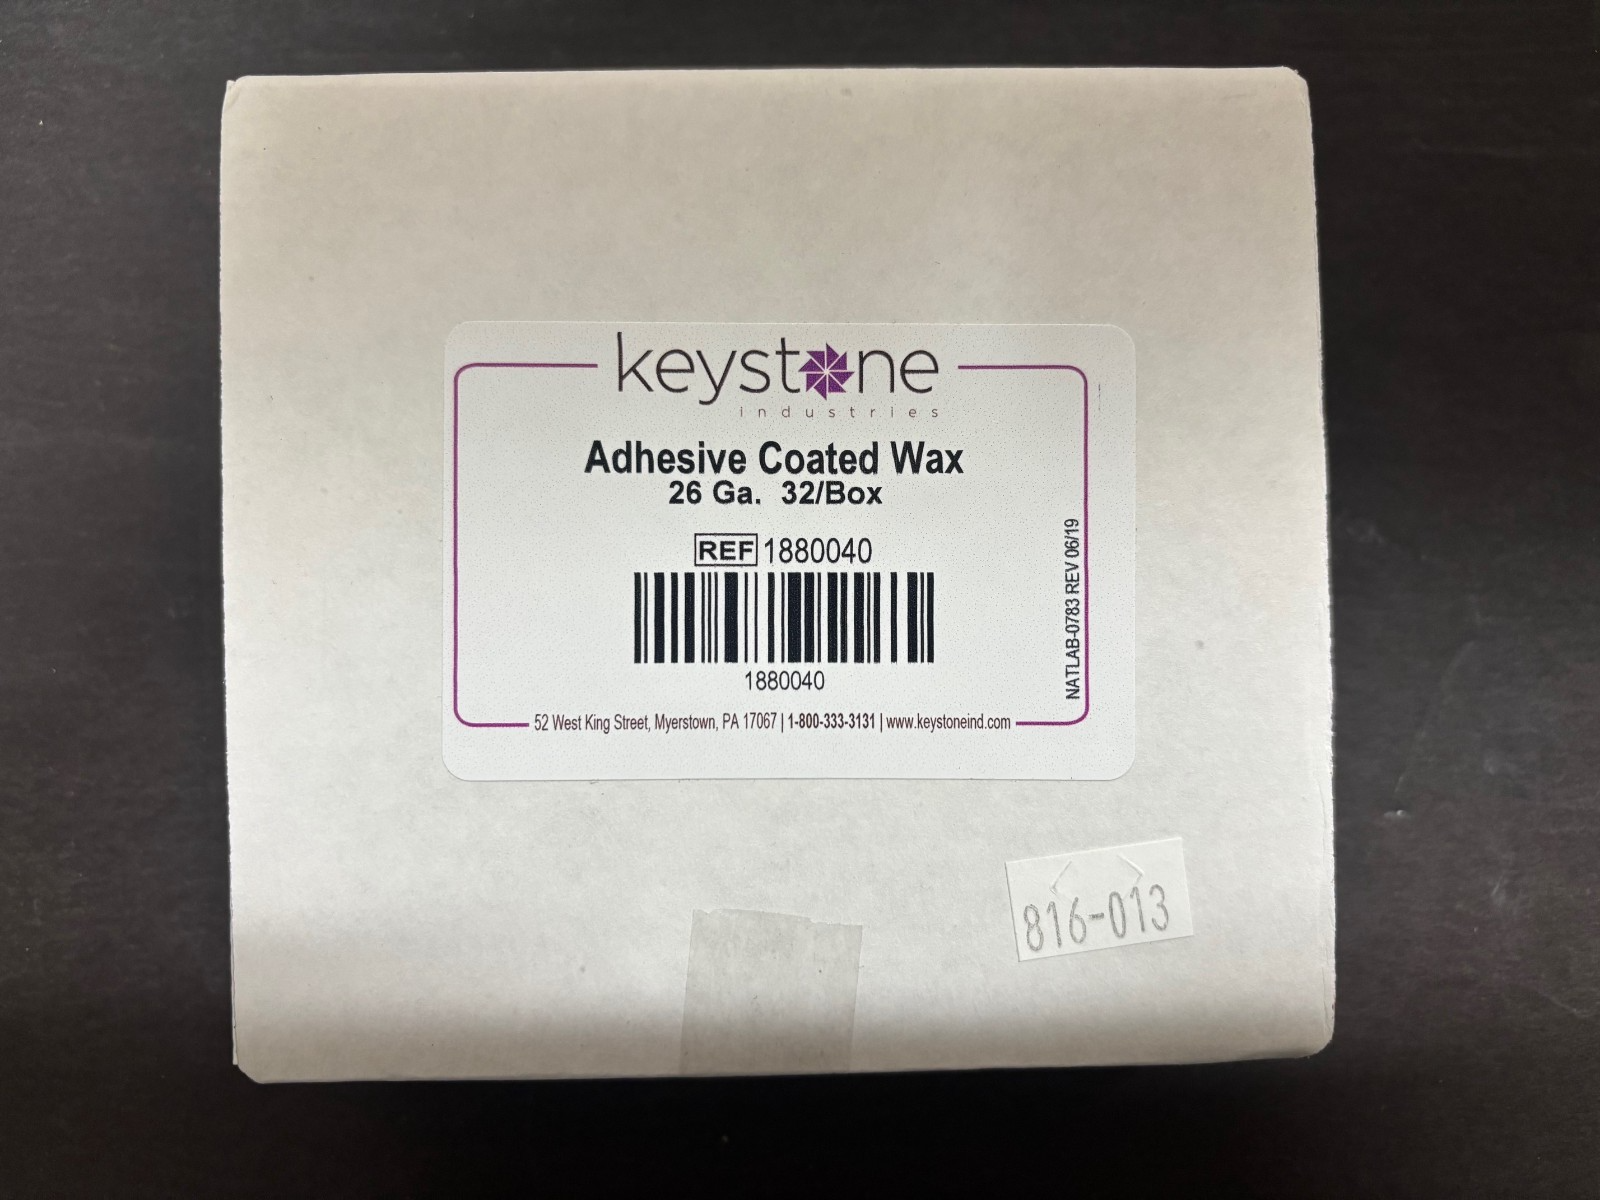 keystone
industries
Adhesive Coated Wax
26 Ga. 32/Box
REF 1880040
1880040
NATLAB-0783 REV 06/19
52 West King Street, Myerstown, PA 17067 | 1-800-333-3131 | www.keystoneind.com
816-013